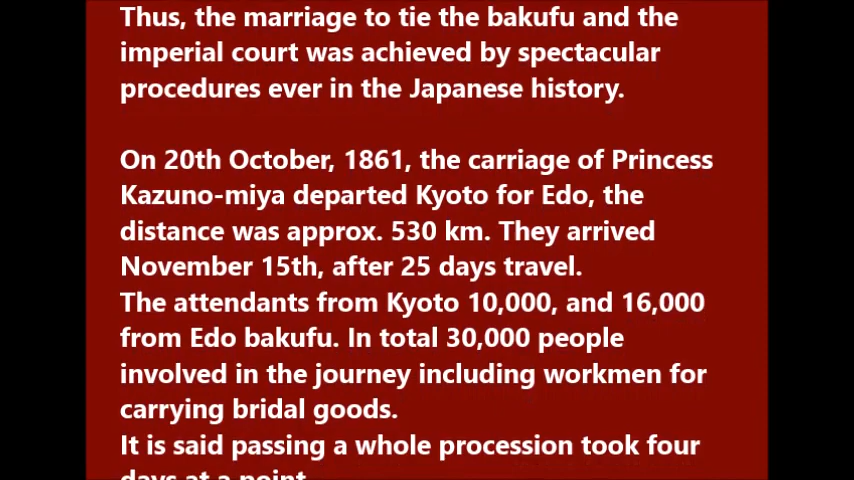 Thus, the marriage to tie the bakufu and the
imperial court was achieved by spectacular
procedures ever in the Japanese history.
On 20th October, 1861, the carriage of Princess
Kazuno-miya departed Kyoto for Edo, the
distance was approx. 530 km. They arrived
November 15th, after 25 days travel.
The attendants from Kyoto 10,000, and 16,000
from Edo bakufu. In total 30,000 people
involved in the journey including workmen for
carrying bridal goods.
It is said passing a whole procession took four
days at a point